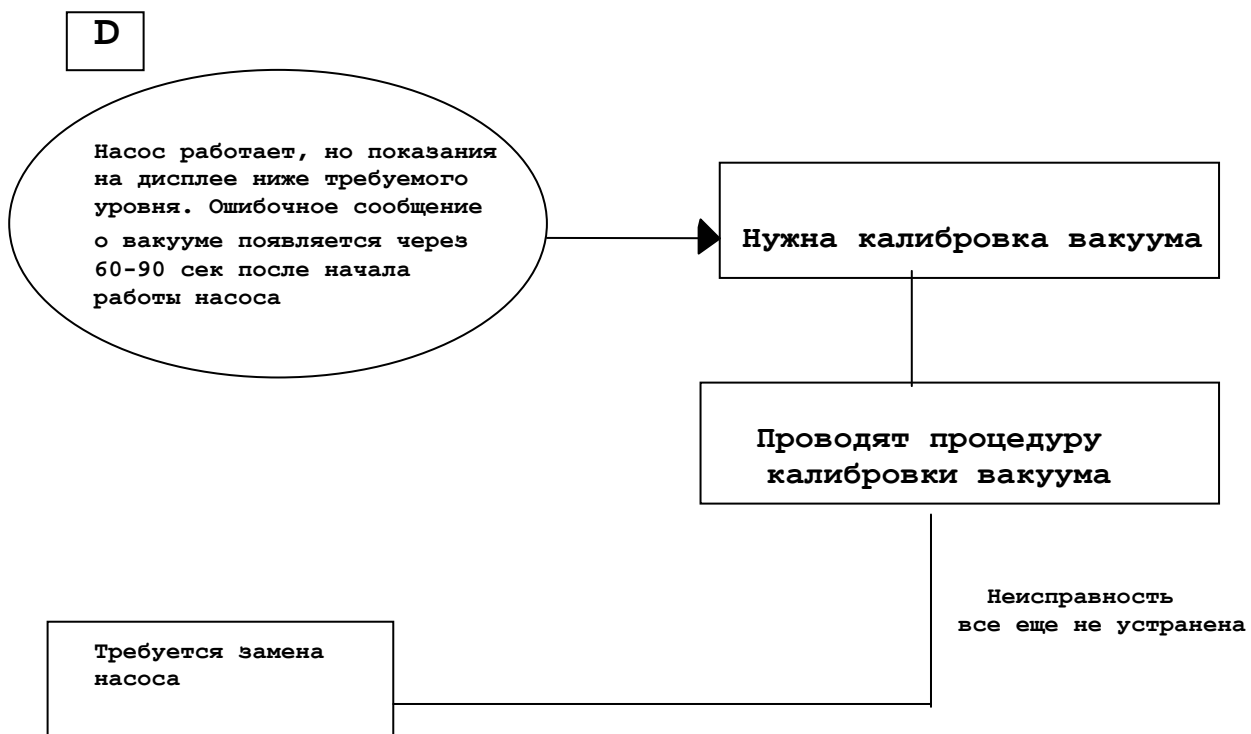 D
Насос работает, но показания
на дисплее ниже требуемого
уровня. Ошибочное сообщение
о вакууме появляется через
60-90 сек после начала
работы насоса
Нужна калибровка вакуума
Проводят процедуру
калибровки вакуума
Неисправность
все еще не устранена
Требуется замена
насоса